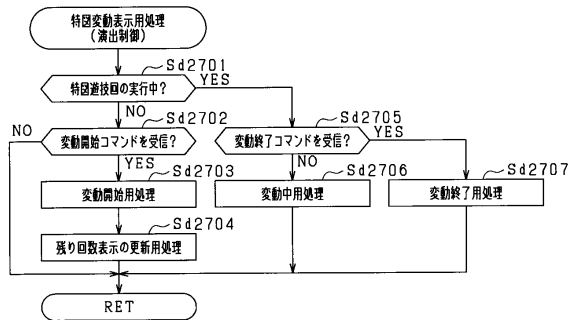 特図変動表示用処理
(演出制御)
Sd2701
特図遊技回の実行中?
YES
NO
Sd2702
変動開始コマンドを受信?
NO
YES
Sd2705
変動終了コマンドを受信?
YES
NO
Sd2703
変動開始用処理
Sd2706
変動中用処理
Sd2707
変動終了用処理
Sd2704
残り回数表示の更新用処理
RET